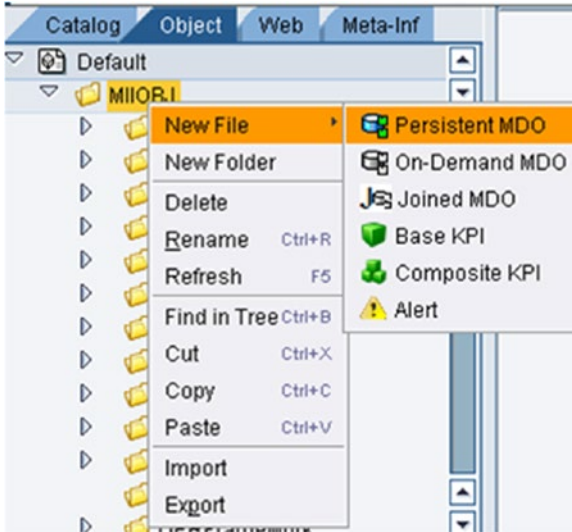 Catalog Object Web Meta-Inf
Default
MIIOBJ
New File
New Folder
Delete
Rename Ctrl+R
Refresh F5
Find in Tree Ctrl+B
Cut Ctrl+X
Copy Ctrl+C
Paste Ctrl+V
Import
Export
Persistent MDO
On-Demand MDO
Joined MDO
Base KPI
Composite KPI
Alert